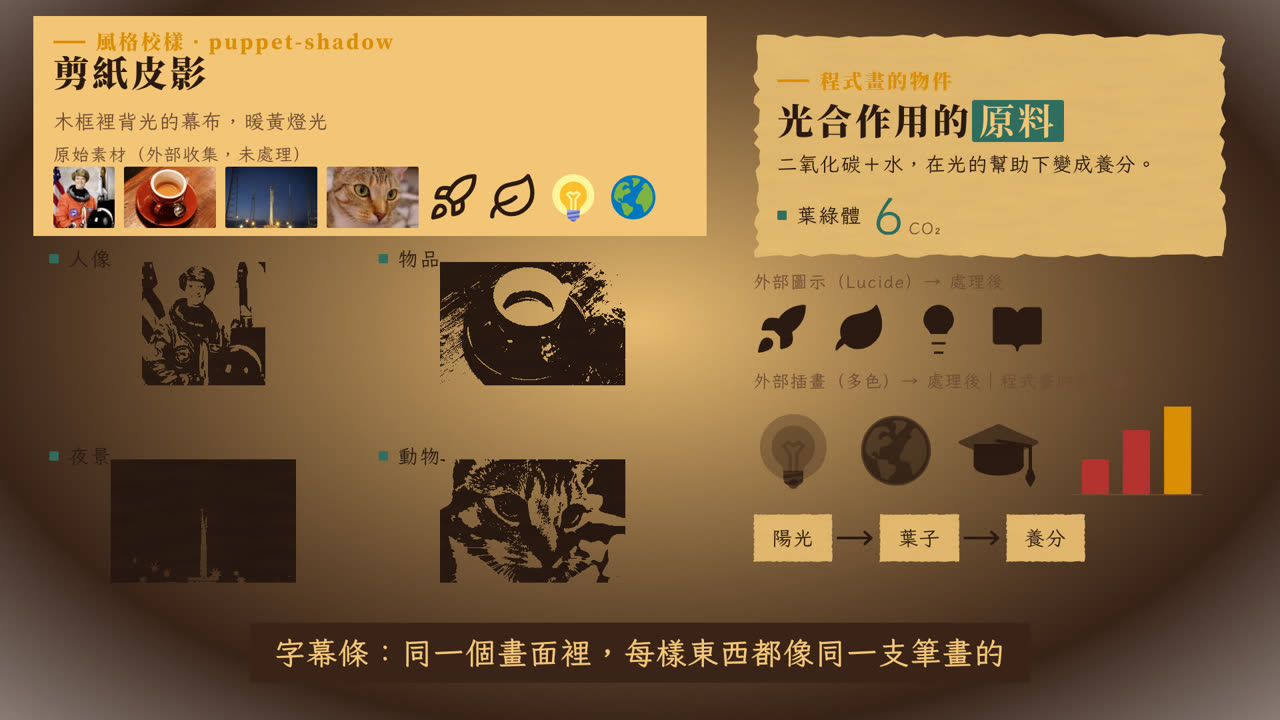 風格校樣 · puppet-shadow
剪紙皮影
木框裡背光的幕布，暖黃燈光
原始素材（外部收集，未處理）
人像
物品
夜景
動物
程式畫的物件
光合作用的原料
二氧化碳＋水，在光的幫助下變成養分。
葉綠體 6 CO₂
外部圖示（Lucide）→ 處理後
外部插畫（多色）→ 處理後｜程式畫
陽光 → 葉子 → 養分
字幕條：同一個畫面裡，每樣東西都像同一支筆畫的